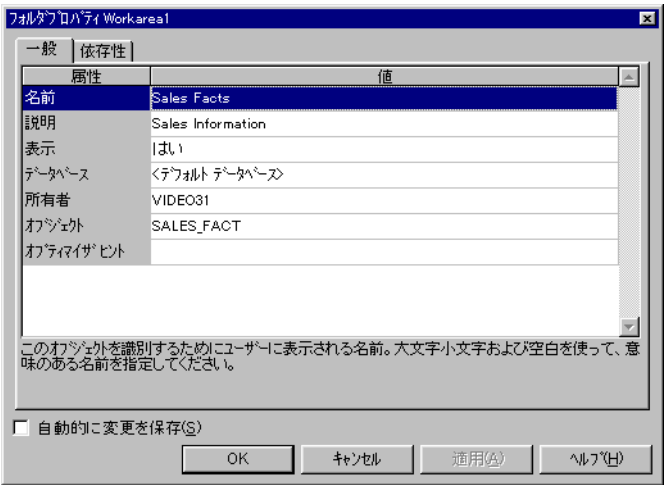 ﾌｫﾙﾀﾞﾌﾟﾛﾊﾟﾃｨ Workarea1
一般 依存性
属性 値
名前 Sales Facts
説明 Sales Information
表示 はい
ﾃﾞｰﾀﾍﾞｰｽ <ﾃﾞﾌｫﾙﾄ ﾃﾞｰﾀﾍﾞｰｽ>
所有者 VIDEO31
ｵﾌﾞｼﾞｪｸﾄ SALES_FACT
ｵﾌﾟﾃｨﾏｲｻﾞ ﾋﾝﾄ
このｵﾌﾞｼﾞｪｸﾄを識別するためにﾕｰｻﾞｰに表示される名前。大文字小文字および空白を使って、意
味のある名前を指定してください。
自動的に変更を保存(S)
OK ｷｬﾝｾﾙ 適用(A) ﾍﾙﾌﾟ(H)